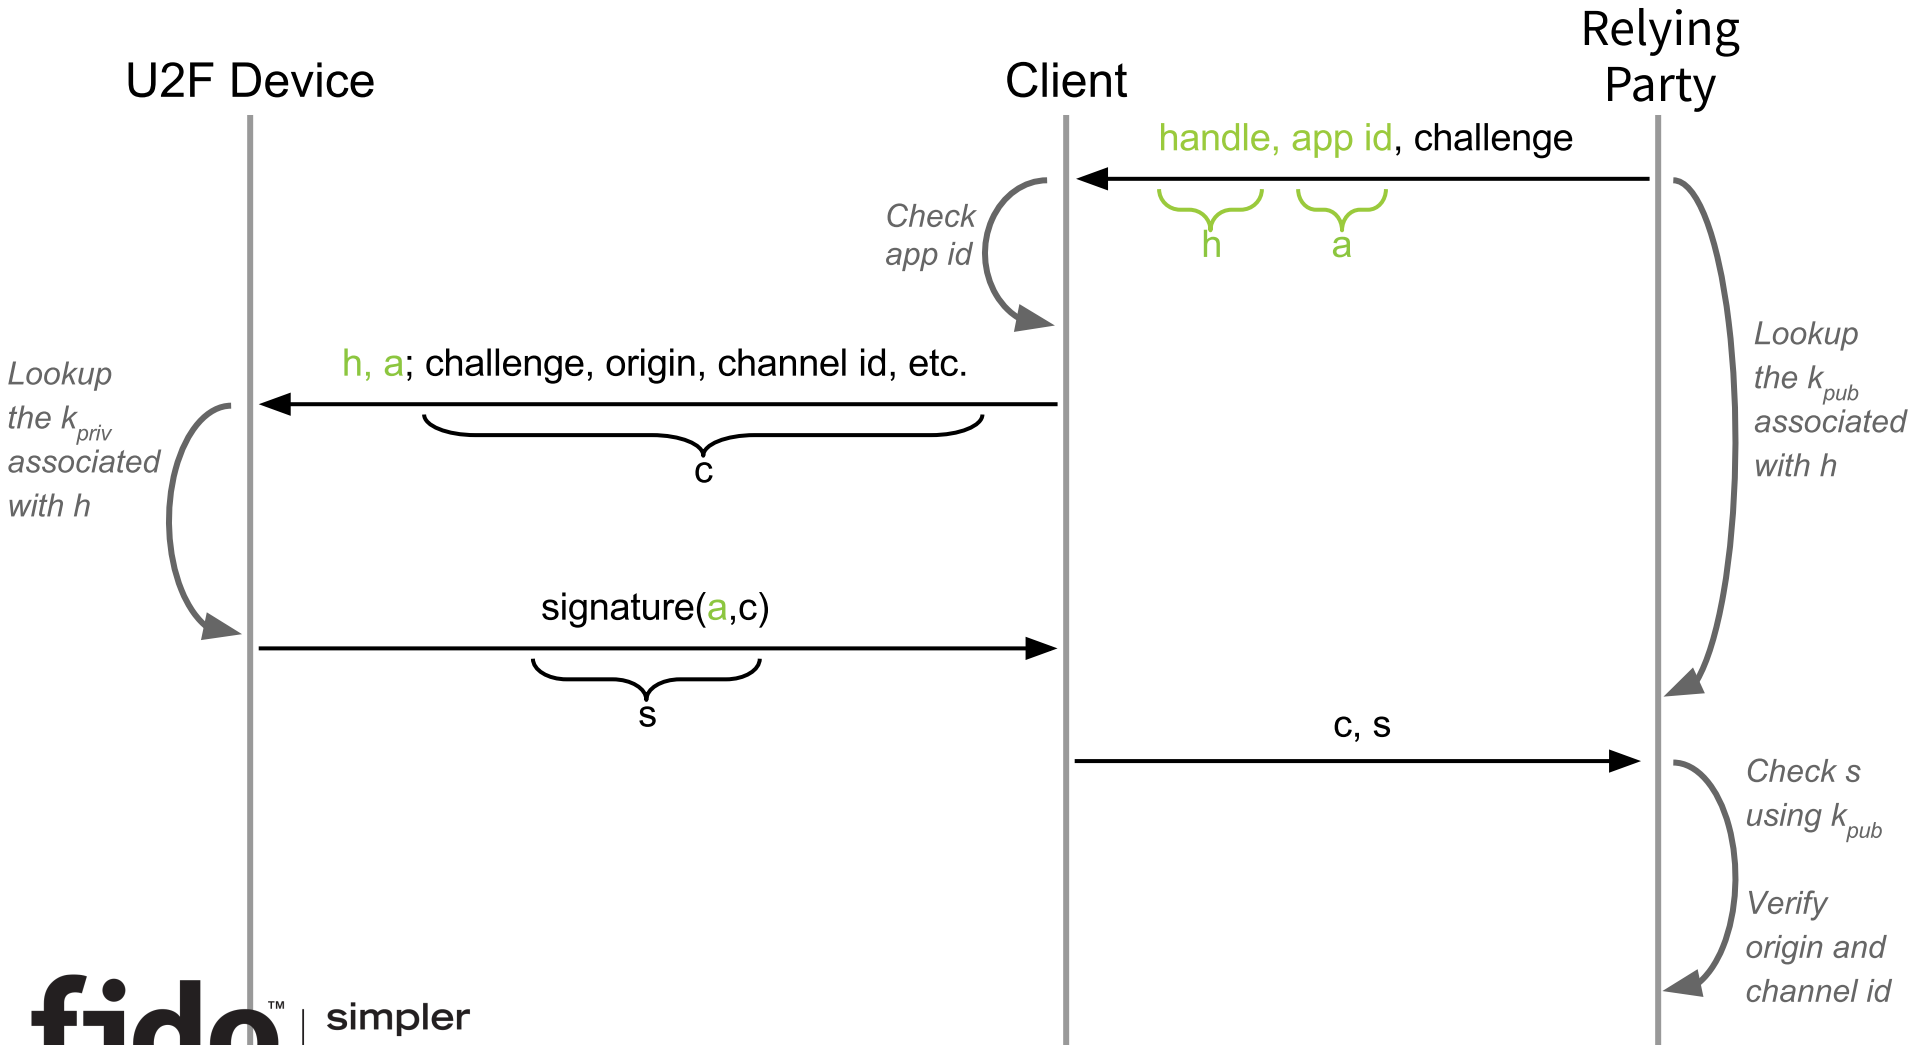 U2F Device
Client
Relying
Party
handle, app id, challenge
h
a
Check
app id
h, a; challenge, origin, channel id, etc.
c
Lookup
the kpriv
associated
with h
Lookup
the kpub
associated
with h
signature(a,c)
s
c, s
Check s
using kpub
Verify
origin and
channel id
fido™
simpler